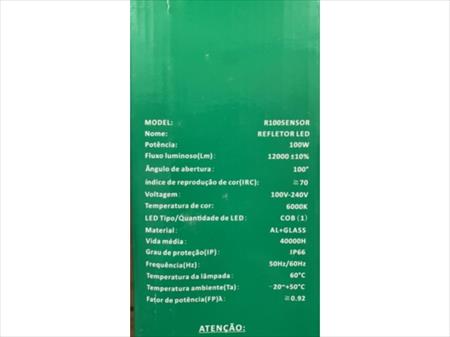 MODEL: R100SENSOR
Nome: REFLETOR LED
Potência: 100W
Fluxo luminoso(Lm) : 12000 ±10%
Ângulo de abertura : 100°
índice de reprodução de cor(IRC): ≥70
Voltagem : 100V-240V
Temperatura de cor: 6000K
LED Tipo/Quantidade de LED : COB (1)
Material : AL+GLASS
Vida média : 40000H
Grau de proteção(IP) : IP66
Frequência(Hz) : 50Hz/60Hz
Temperatura da lâmpada : 60°C
Temperatura ambiente(Ta) : -20~+50°C
Fator de potência(FP)λ : ≥0.92
ATENÇÃO: